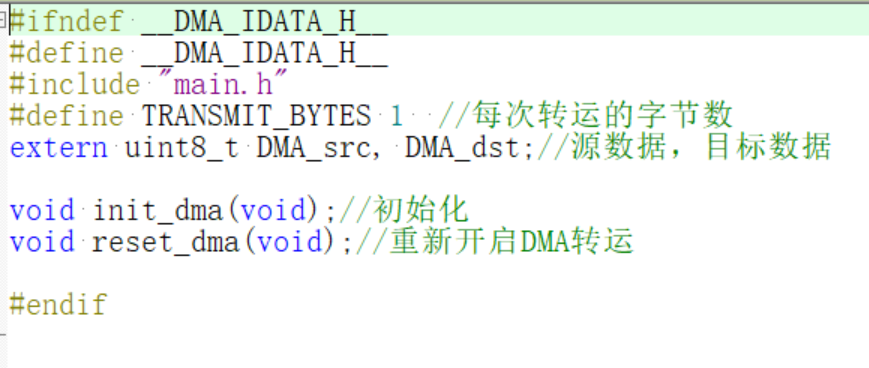 #ifndef __DMA_IDATA_H__
#define __DMA_IDATA_H__
#include "main.h"
#define TRANSMIT_BYTES 1  //每次转运的字节数
extern uint8_t DMA_src, DMA_dst;//源数据，目标数据
void init_dma(void);//初始化
void reset_dma(void);//重新开启DMA转运
#endif